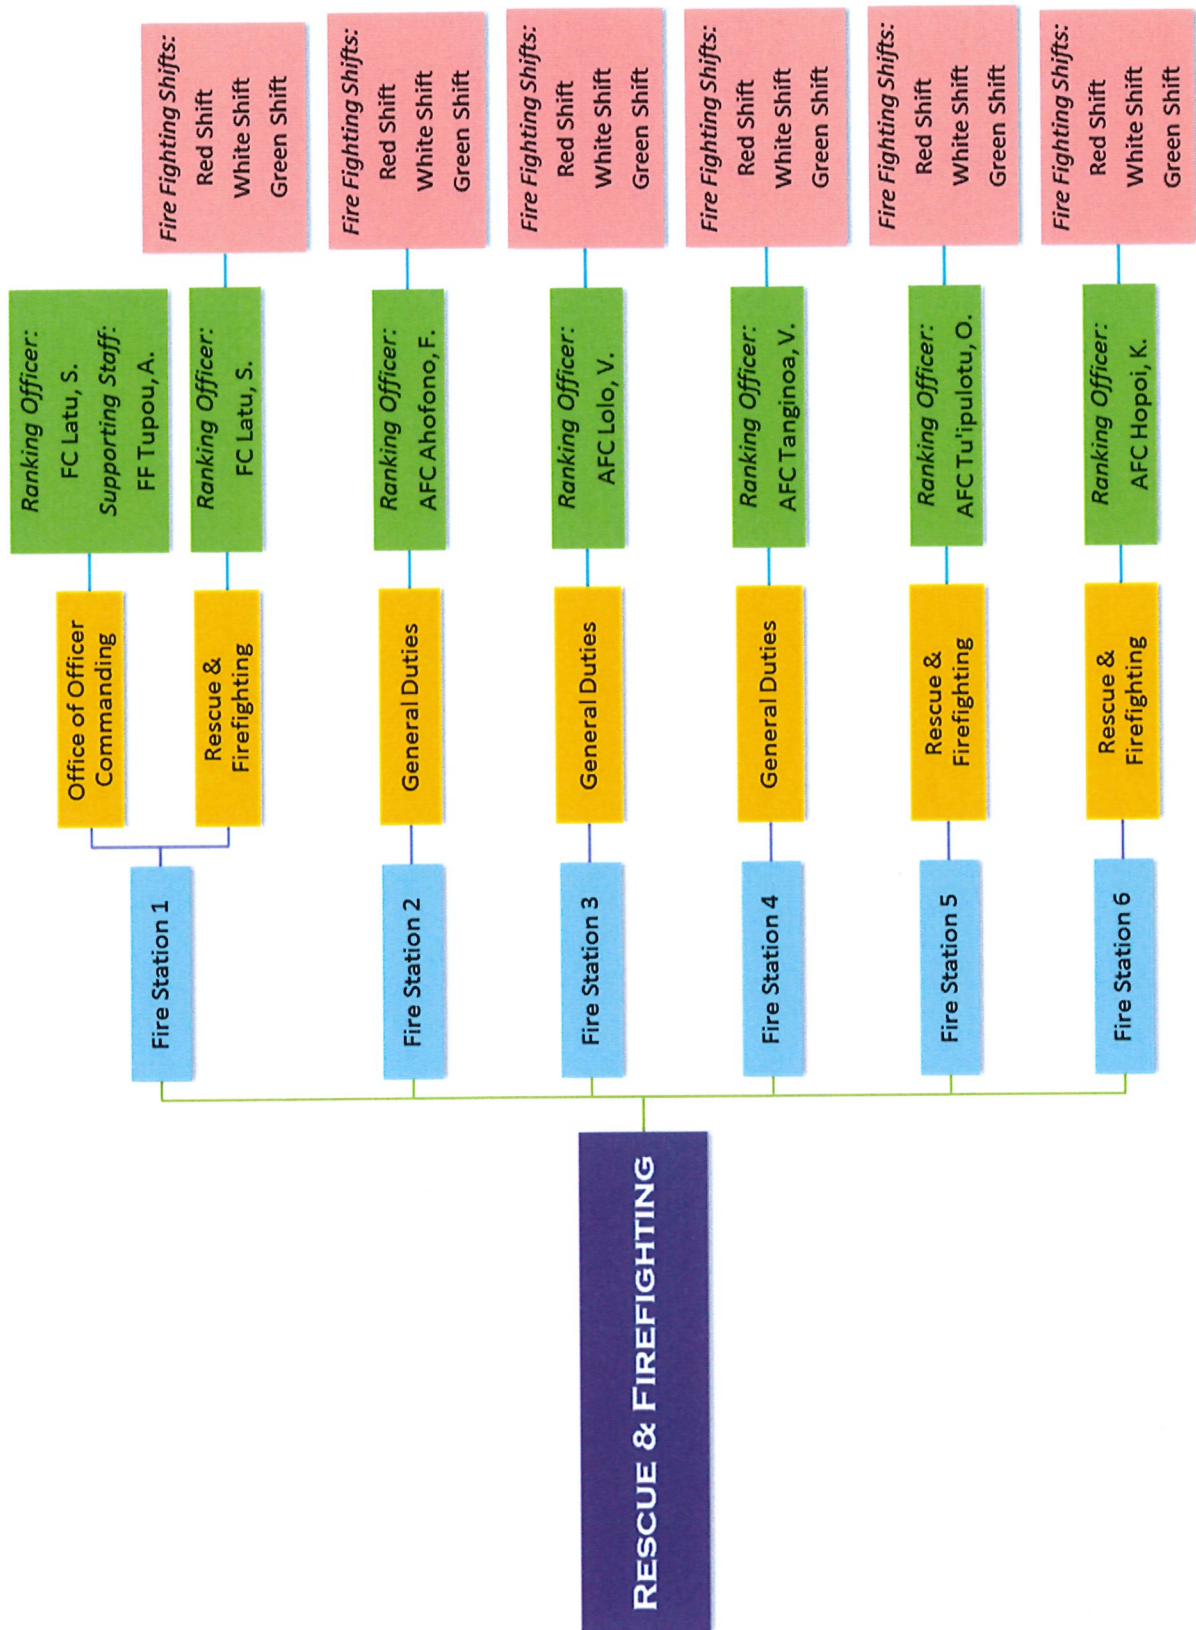 RESCUE & FIREFIGHTING
Fire Station 1
Office of Officer
Commanding
Ranking Officer:
FC Latu, S.
Supporting Staff:
FF Tupou, A.
Rescue &
Firefighting
Ranking Officer:
FC Latu, S.
Fire Fighting Shifts:
Red Shift
White Shift
Green Shift
Fire Station 2
General Duties
Ranking Officer:
AFC Ahofono, F.
Fire Fighting Shifts:
Red Shift
White Shift
Green Shift
Fire Station 3
General Duties
Ranking Officer:
AFC Lolo, V.
Fire Fighting Shifts:
Red Shift
White Shift
Green Shift
Fire Station 4
General Duties
Ranking Officer:
AFC Tanginoa, V.
Fire Fighting Shifts:
Red Shift
White Shift
Green Shift
Fire Station 5
Rescue &
Firefighting
Ranking Officer:
AFC Tu'ipulotu, O.
Fire Fighting Shifts:
Red Shift
White Shift
Green Shift
Fire Station 6
Rescue &
Firefighting
Ranking Officer:
AFC Hopoi, K.
Fire Fighting Shifts:
Red Shift
White Shift
Green Shift